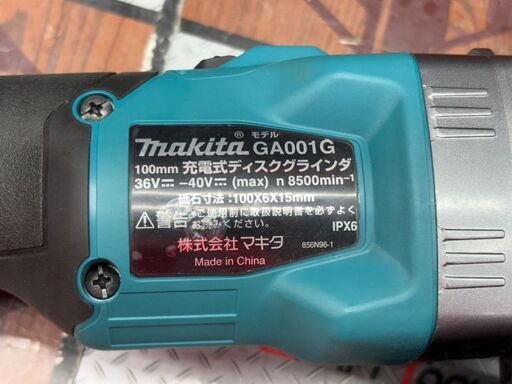 makita® モデル GA001G
100mm 充電式ディスクグラインダ
36V⎓ -40V⎓ (max) n 8500min⁻¹
砥石寸法:100X6X15mm
⚠警告 ご使用前に取扱説明書を必ずよくお読みください。
IPX6
株式会社マキタ 856N96-1
Made in China